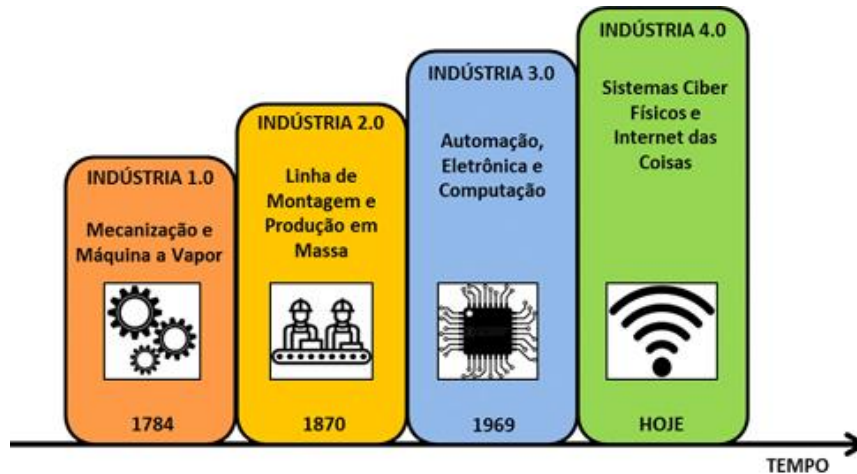 INDÚSTRIA 1.0
Mecanização e
Máquina a Vapor
1784
INDÚSTRIA 2.0
Linha de
Montagem e
Produção em
Massa
1870
INDÚSTRIA 3.0
Automação,
Eletrônica e
Computação
1969
INDÚSTRIA 4.0
Sistemas Ciber
Físicos e
Internet das
Coisas
HOJE
TEMPO